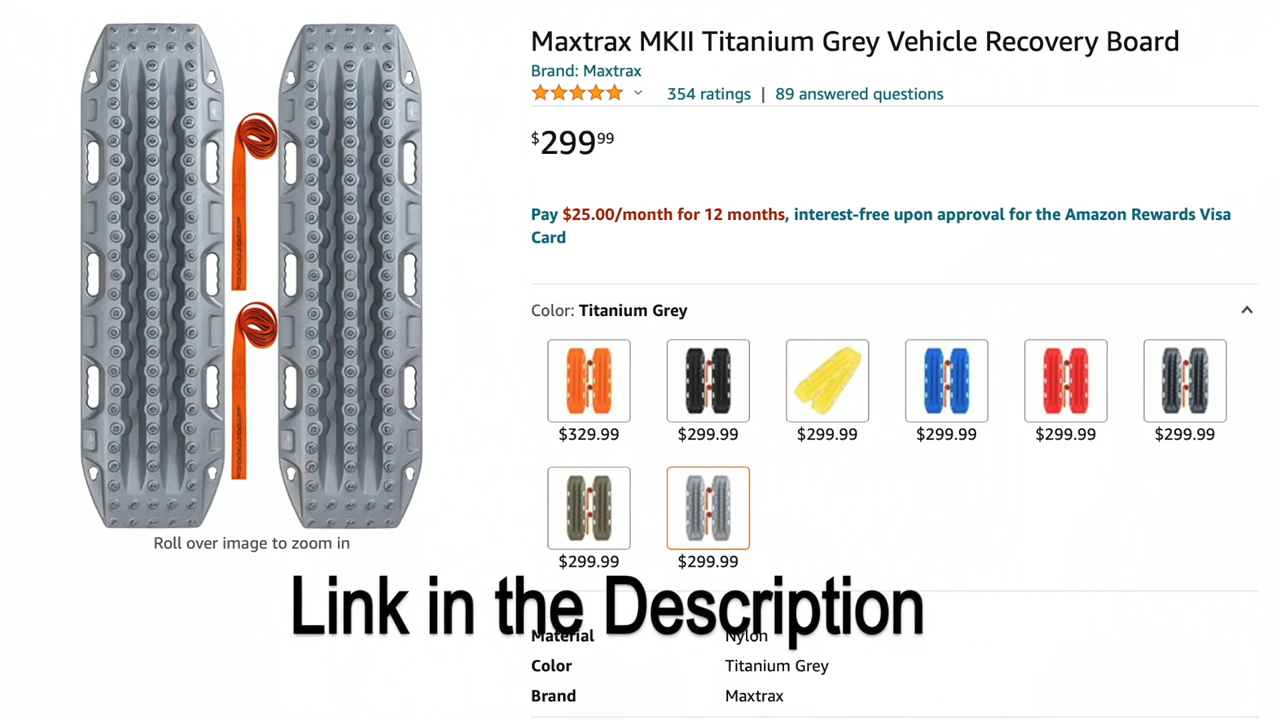 Maxtrax MKII Titanium Grey Vehicle Recovery Board
Brand: Maxtrax
354 ratings | 89 answered questions
$299.99
Pay $25.00/month for 12 months, interest-free upon approval for the Amazon Rewards Visa
Card
Color: Titanium Grey
$329.99 $299.99 $299.99 $299.99 $299.99 $299.99
$299.99 $299.99
Roll over image to zoom in
Link in the Description
Material Nylon
Color Titanium Grey
Brand Maxtrax